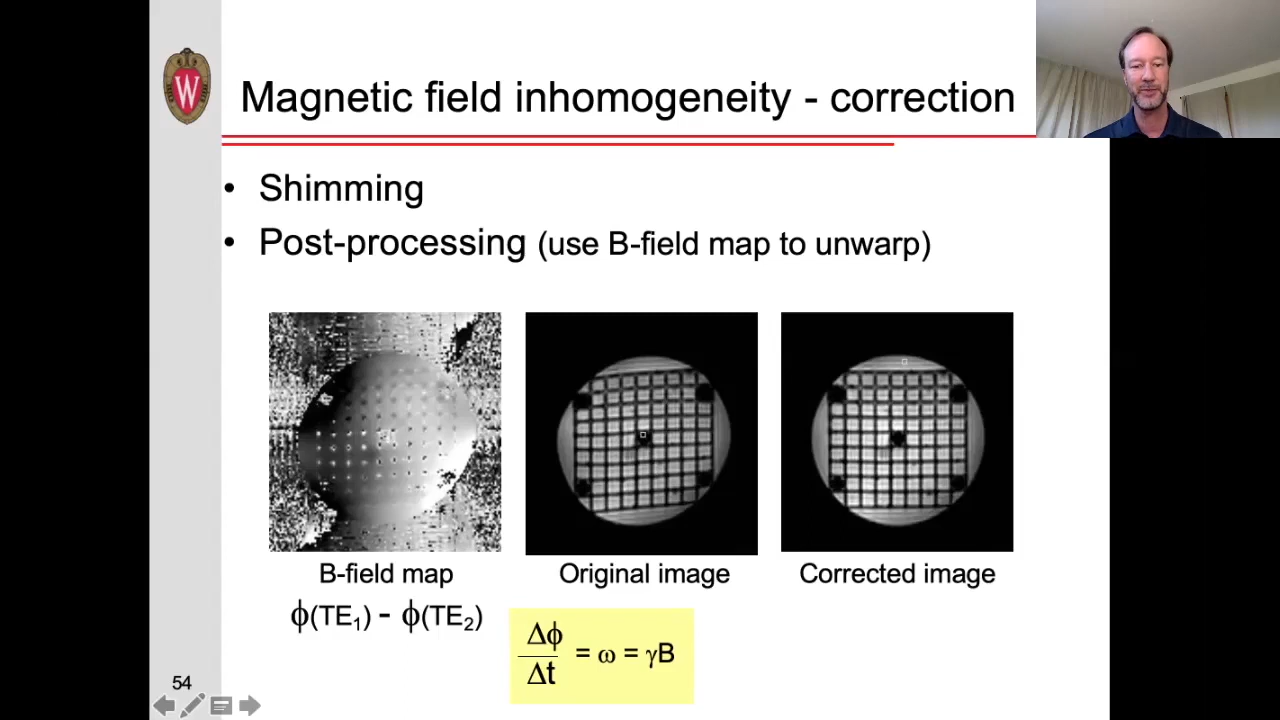 W
Magnetic field inhomogeneity - correction
• Shimming
• Post-processing (use B-field map to unwarp)
B-field map
Original image
Corrected image
ϕ(TE₁) - ϕ(TE₂)
Δϕ
Δt
= ω = γB
54